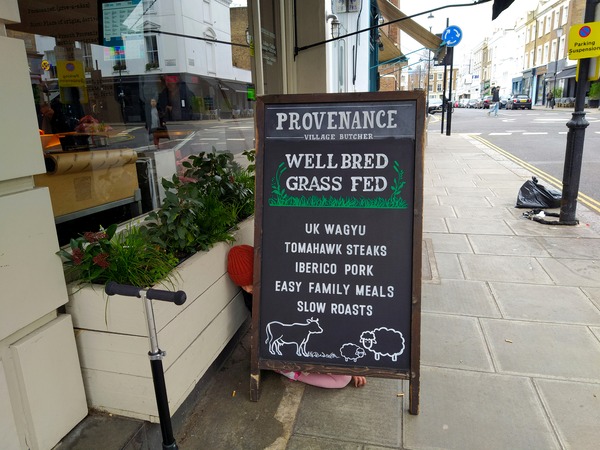 PROVENANCE
VILLAGE BUTCHER
WELL BRED
GRASS FED
UK WAGYU
TOMAHAWK STEAKS
IBERICO PORK
EASY FAMILY MEALS
SLOW ROASTS
Parking
Suspension